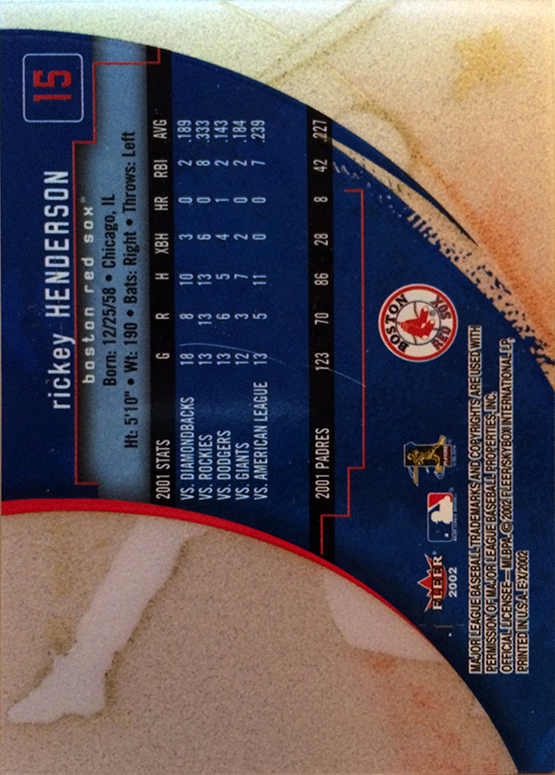 15
rickey HENDERSON
boston red sox™
Born: 12/25/58 • Chicago, IL
Ht: 5'10" • Wt: 190 • Bats: Right • Throws: Left
2001 STATS G R H XBH HR RBI AVG
VS. DIAMONDBACKS 18 8 10 3 0 2 .189
VS. ROCKIES 13 13 13 6 0 8 .333
VS. DODGERS 13 6 5 4 1 2 .143
VS. GIANTS 12 3 7 2 0 2 .184
VS. AMERICAN LEAGUE 13 5 11 0 0 7 .239
2001 PADRES 123 70 86 28 8 42 .227
BOSTON
RED SOX
FLEER
2002
MAJOR LEAGUE BASEBALL TRADEMARKS AND COPYRIGHTS ARE USED WITH
PERMISSION OF MAJOR LEAGUE BASEBALL PROPERTIES, INC.
OFFICIAL LICENSEE — MLBPA © 2002 FLEER/SKYBOX INTERNATIONAL LP.
PRINTED IN U.S.A. E-X/2002